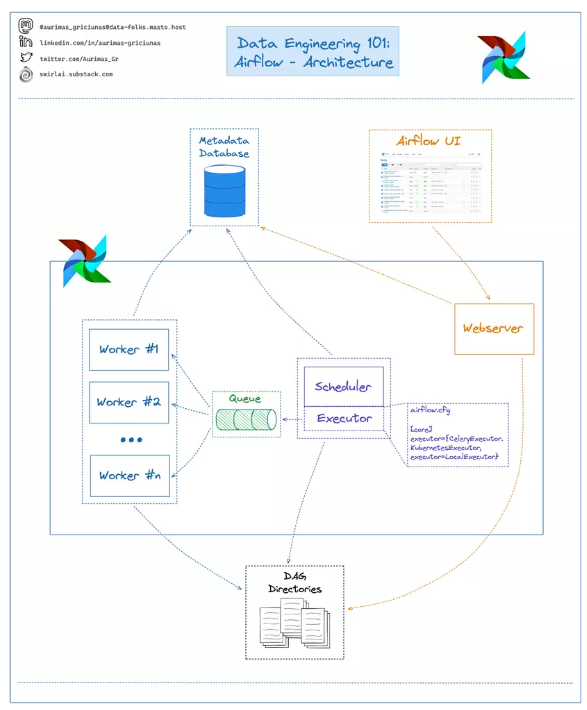 @aurimas_griciunas@data-folks.masto.host
linkedin.com/in/aurimas-griciunas
twitter.com/Aurimas_Gr
swirlai.substack.com
Data Engineering 101:
Airflow - Architecture
Metadata
Database
Airflow UI
Webserver
Worker #1
Worker #2
Worker #n
Queue
Scheduler
Executor
airflow.cfg
[core]
executor={CeleryExecutor,
KubernetesExecutor,
executor=LocalExecutor}
DAG
Directories